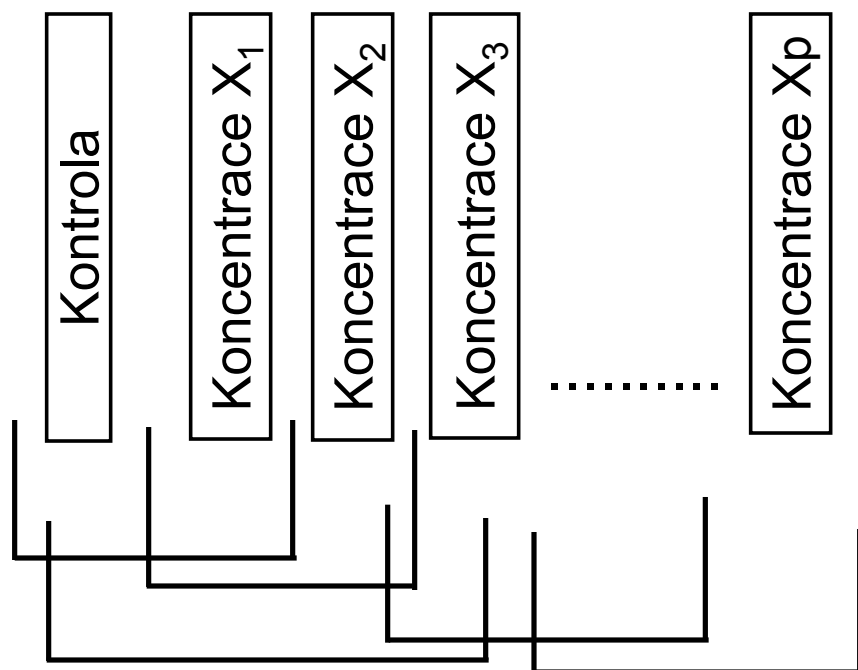 Kontrola
Koncentrace X₁
Koncentrace X₂
Koncentrace X₃
..........
Koncentrace Xp